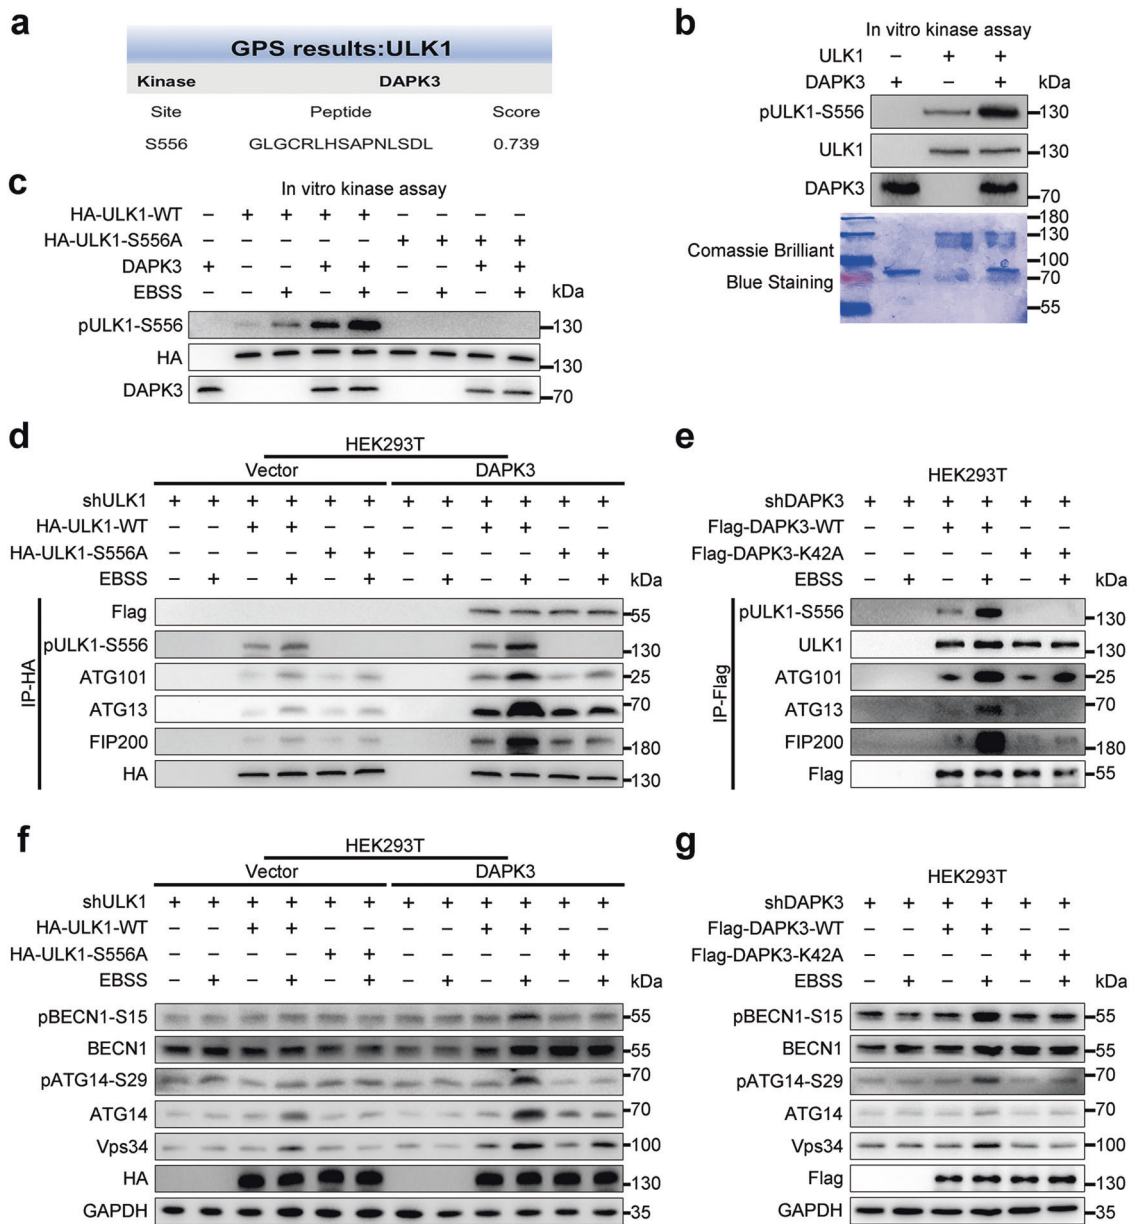 a
GPS results:ULK1
Kinase DAPK3
Site Peptide Score
S556 GLGCRLHSAPNLSDL 0.739
b
In vitro kinase assay
ULK1 – + +
DAPK3 + – + kDa
pULK1-S556 130
ULK1 130
DAPK3 70
Comassie Brilliant
Blue Staining
180
130
100
70
55
c
In vitro kinase assay
HA-ULK1-WT – + + + + – – – –
HA-ULK1-S556A – – – – – + + + +
DAPK3 + – – + + – – + +
EBSS – – + – + – + – + kDa
pULK1-S556 130
HA 130
DAPK3 70
d
HEK293T
Vector DAPK3
shULK1 + + + + + + + + + + + +
HA-ULK1-WT – – + + – – – – + + – –
HA-ULK1-S556A – – – – + + – – – – + +
EBSS – + – + – + – + – + – + kDa
IP-HA
Flag 55
pULK1-S556 130
ATG101 25
ATG13 70
FIP200 180
HA 130
e
HEK293T
shDAPK3 + + + + + +
Flag-DAPK3-WT – – + + – –
Flag-DAPK3-K42A – – – – + +
EBSS – + – + – + kDa
IP-Flag
pULK1-S556 130
ULK1 130
ATG101 25
ATG13 70
FIP200 180
Flag 55
f
HEK293T
Vector DAPK3
shULK1 + + + + + + + + + + + +
HA-ULK1-WT – – + + – – – – + + – –
HA-ULK1-S556A – – – – + + – – – – + +
EBSS – + – + – + – + – + – + kDa
pBECN1-S15 55
BECN1 55
pATG14-S29 70
ATG14 70
Vps34 100
HA 130
GAPDH 35
g
HEK293T
shDAPK3 + + + + + +
Flag-DAPK3-WT – – + + – –
Flag-DAPK3-K42A – – – – + +
EBSS – + – + – + kDa
pBECN1-S15 55
BECN1 55
pATG14-S29 70
ATG14 70
Vps34 100
Flag 130
GAPDH 35